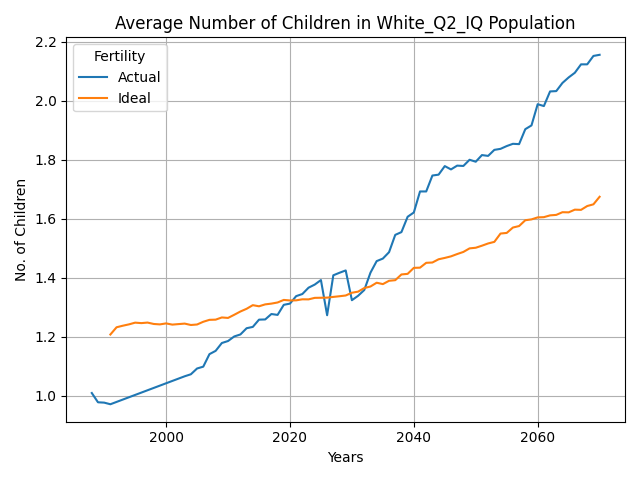 Average Number of Children in White_Q2_IQ Population
Fertility
Actual
Ideal
No. of Children
2.2
2.0
1.8
1.6
1.4
1.2
1.0
2000
2020
2040
2060
Years